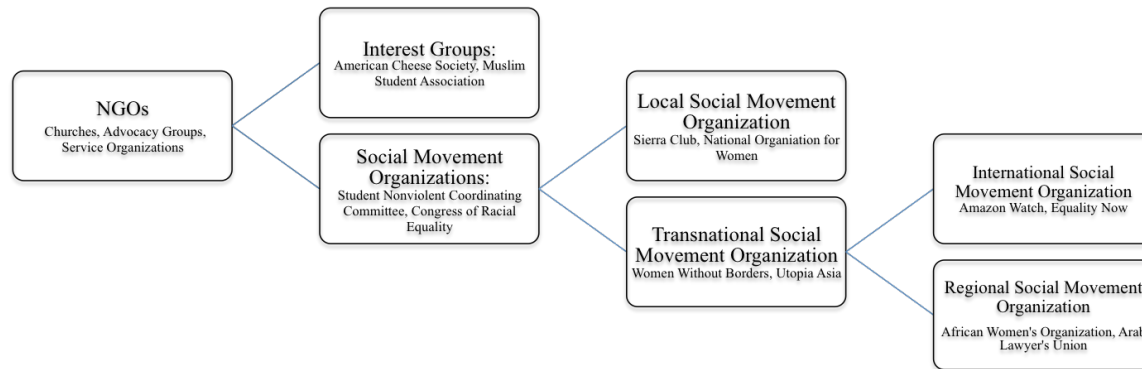 NGOs
Churches, Advocacy Groups,
Service Organizations
Interest Groups:
American Cheese Society, Muslim
Student Association
Social Movement
Organizations:
Student Nonviolent Coordinating
Committee, Congress of Racial
Equality
Local Social Movement
Organization
Sierra Club, National Organiation for
Women
Transnational Social
Movement Organization
Women Without Borders, Utopia Asia
International Social
Movement Organization
Amazon Watch, Equality Now
Regional Social Movement
Organization
African Women's Organization, Arab
Lawyer's Union